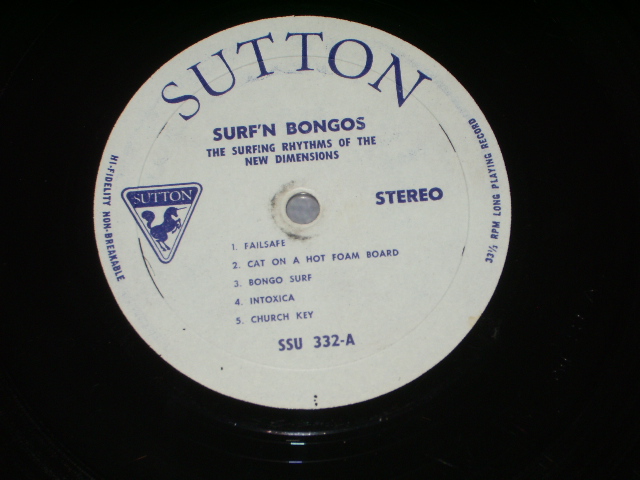 SUTTON
SURF'N BONGOS
THE SURFING RHYTHMS OF THE
NEW DIMENSIONS
HI-FIDELITY NON-BREAKABLE
SUTTON
STEREO
33⅓ RPM LONG PLAYING RECORD
1. FAILSAFE
2. CAT ON A HOT FOAM BOARD
3. BONGO SURF
4. INTOXICA
5. CHURCH KEY
SSU 332-A